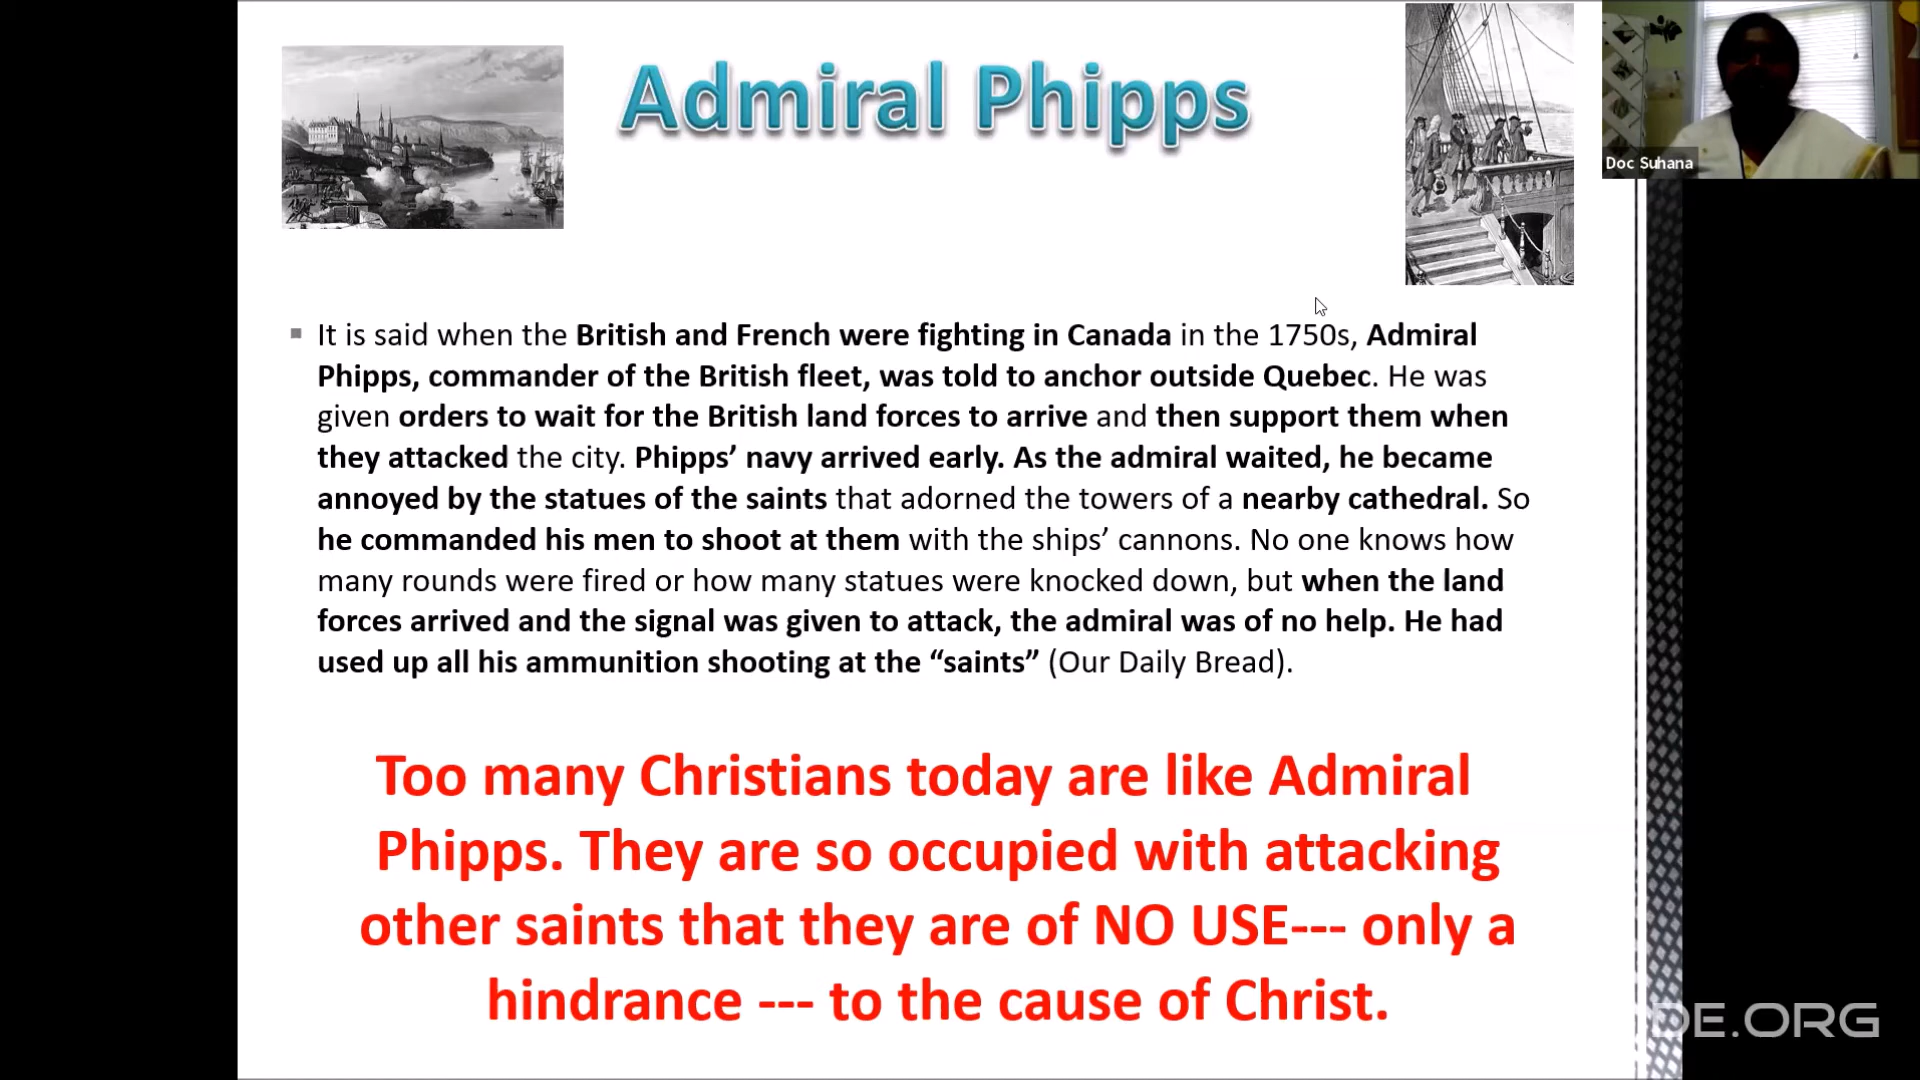 Admiral Phipps
Doc Suhana
It is said when the British and French were fighting in Canada in the 1750s, Admiral
Phipps, commander of the British fleet, was told to anchor outside Quebec. He was
given orders to wait for the British land forces to arrive and then support them when
they attacked the city. Phipps’ navy arrived early. As the admiral waited, he became
annoyed by the statues of the saints that adorned the towers of a nearby cathedral. So
he commanded his men to shoot at them with the ships’ cannons. No one knows how
many rounds were fired or how many statues were knocked down, but when the land
forces arrived and the signal was given to attack, the admiral was of no help. He had
used up all his ammunition shooting at the “saints” (Our Daily Bread).
Too many Christians today are like Admiral
Phipps. They are so occupied with attacking
other saints that they are of NO USE--- only a
hindrance --- to the cause of Christ.
DE.ORG